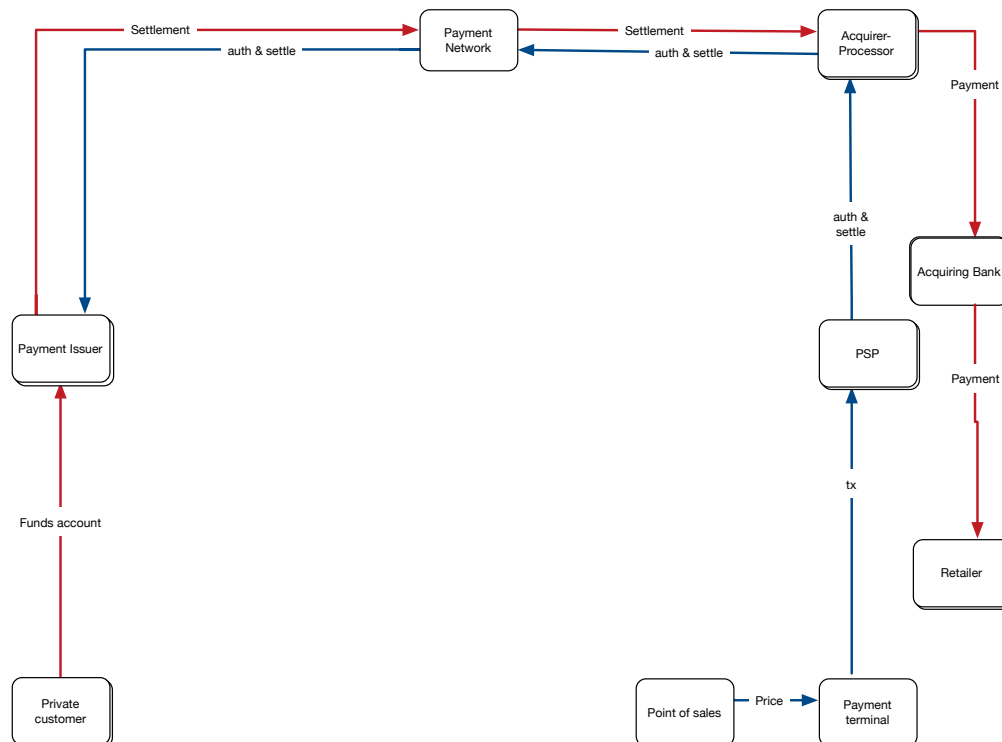 Settlement
Payment
Network
Settlement
Acquirer-
Processor
auth & settle
auth & settle
Payment
auth &
settle
Acquiring Bank
Payment Issuer
PSP
Payment
tx
Funds account
Retailer
Private
customer
Point of sales
Price
Payment
terminal